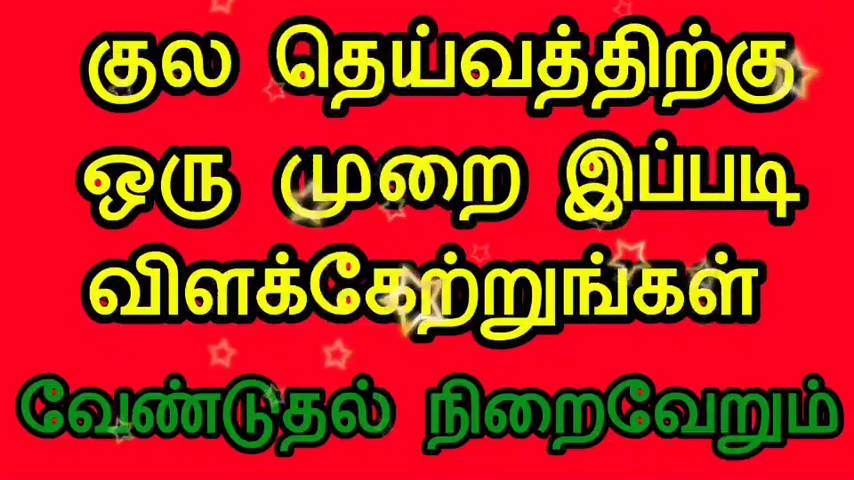 குல தெய்வத்திற்கு
ஒரு முறை இப்படி
விளக்கேற்றுங்கள்
வேண்டுதல் நிறைவேறும்